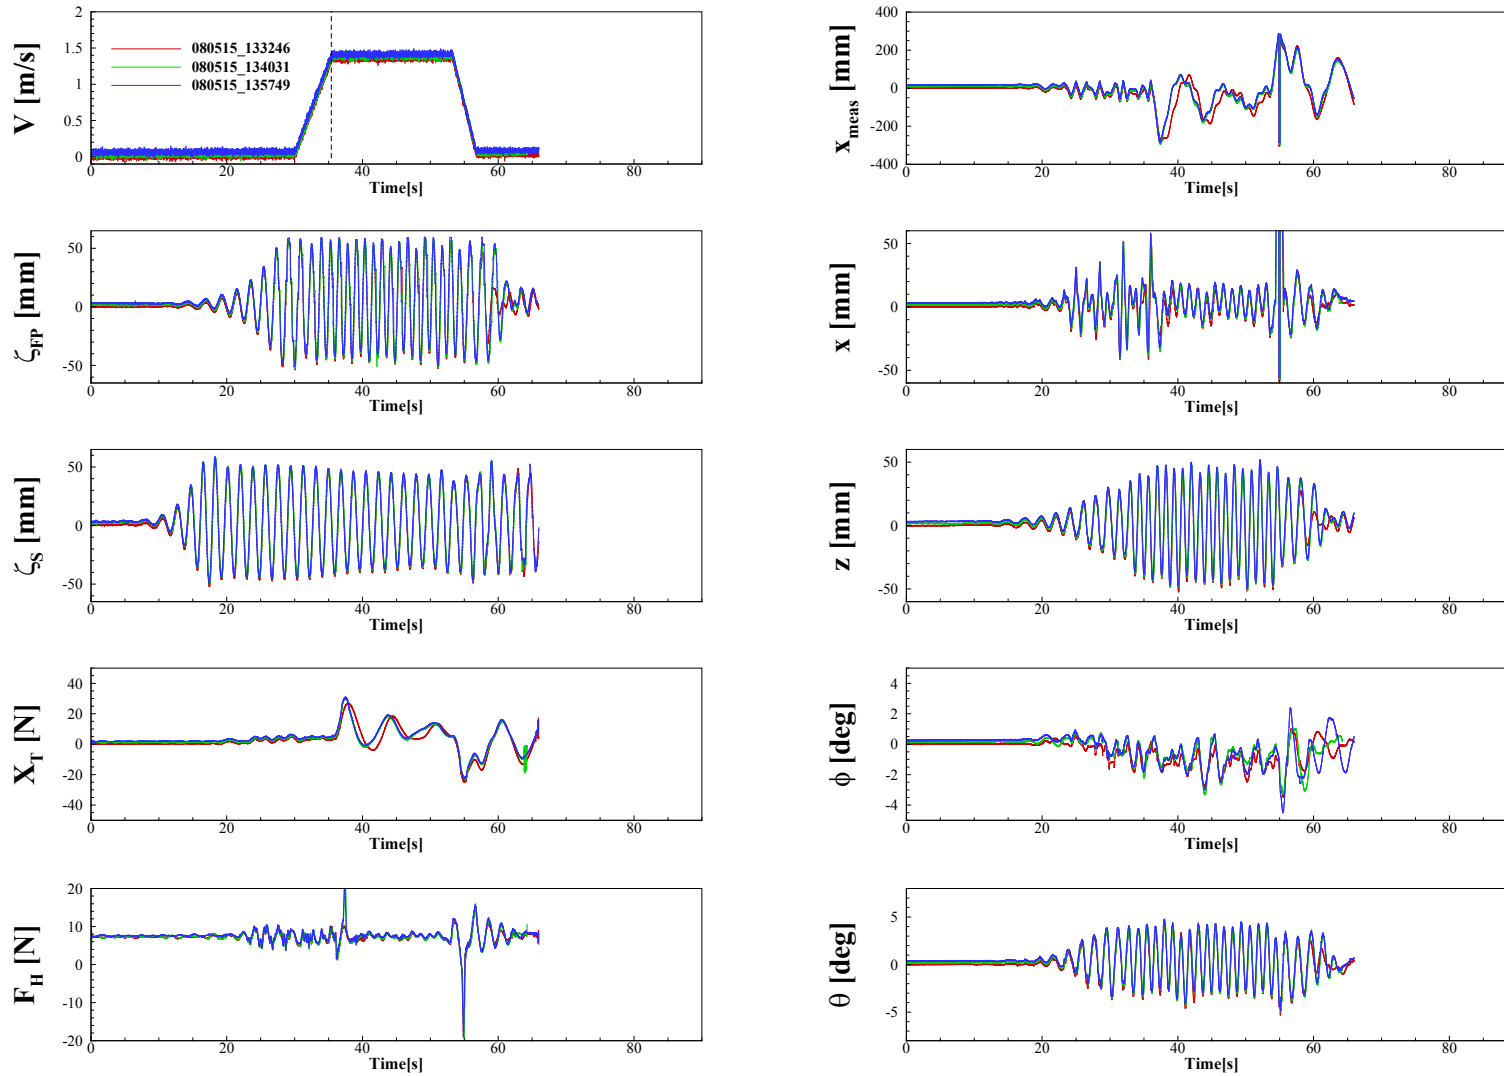 V [m/s]
2
1.5
1
0.5
0
080515_133246
080515_134031
080515_135749
0 20 40 60 80
Time[s]
x_meas [mm]
400
200
0
-200
-400
0 20 40 60 80
Time[s]
ζ_FP [mm]
50
0
-50
0 20 40 60 80
Time[s]
x [mm]
50
0
-50
0 20 40 60 80
Time[s]
ζ_S [mm]
50
0
-50
0 20 40 60 80
Time[s]
z [mm]
50
0
-50
0 20 40 60 80
Time[s]
X_T [N]
40
20
0
-20
-40
0 20 40 60 80
Time[s]
ϕ [deg]
4
2
0
-2
-4
0 20 40 60 80
Time[s]
F_H [N]
20
10
0
-10
-20
0 20 40 60 80
Time[s]
θ [deg]
5
0
-5
0 20 40 60 80
Time[s]